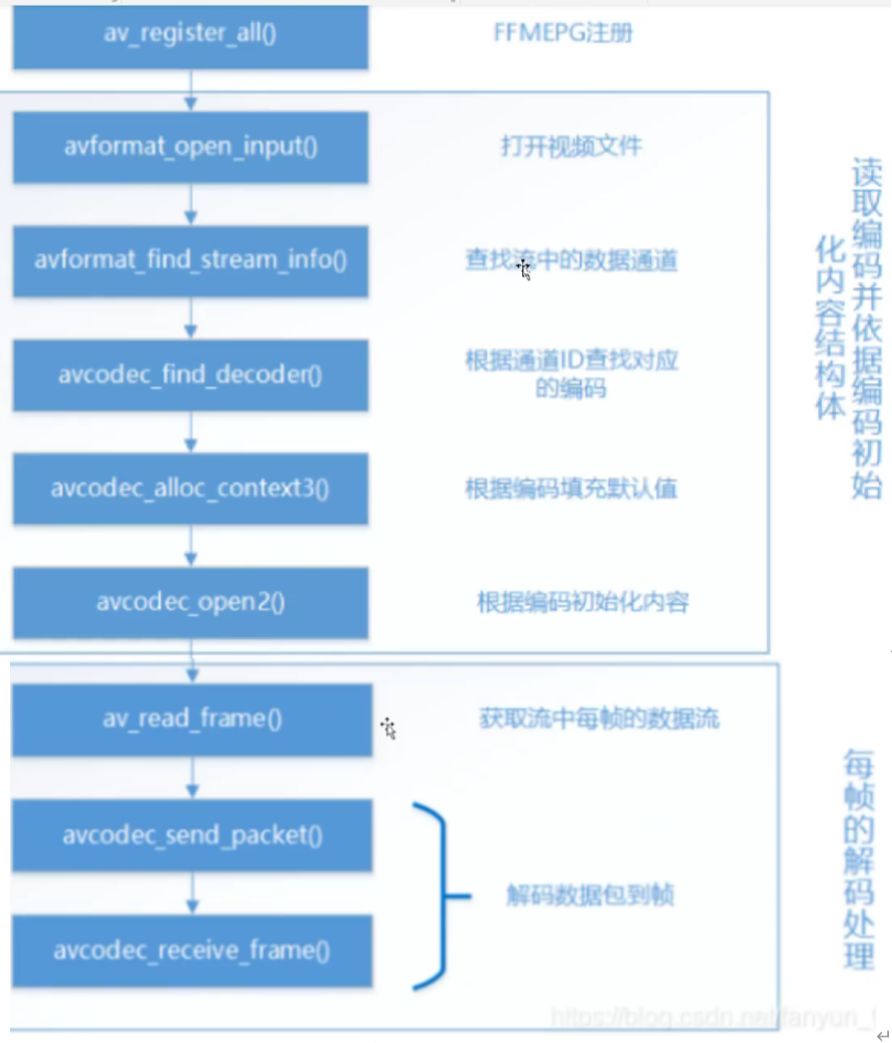 av_register_all()
FFMEPG注册
avformat_open_input()
打开视频文件
avformat_find_stream_info()
查找流中的数据通道
avcodec_find_decoder()
根据通道ID查找对应
的编码
avcodec_alloc_context3()
根据编码填充默认值
avcodec_open2()
根据编码初始化内容
读取编码并依据编码初始
化内容结构体
av_read_frame()
获取流中每帧的数据流
avcodec_send_packet()
解码数据包到帧
avcodec_receive_frame()
每帧的解码处理
https://blog.csdn.net/fanyun_